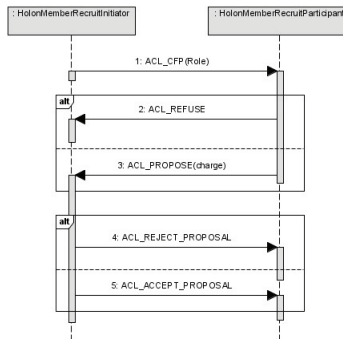 : HolonMemberRecruitInitiator
: HolonMemberRecruitParticipant
1: ACL_CFP(Role)
alt
2: ACL_REFUSE
3: ACL_PROPOSE(charge)
alt
4: ACL_REJECT_PROPOSAL
5: ACL_ACCEPT_PROPOSAL